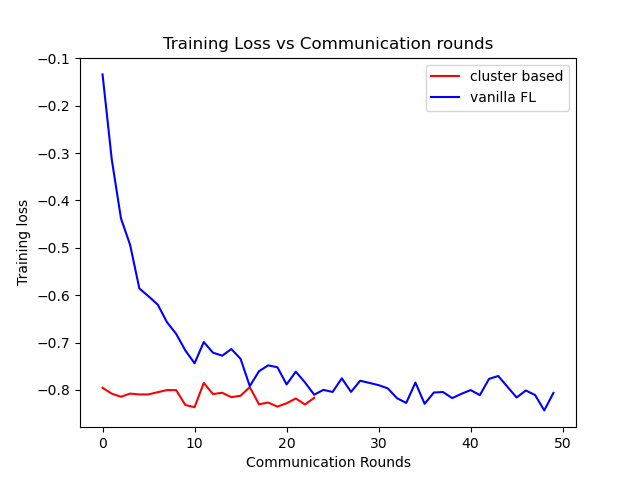 Training Loss vs Communication rounds
cluster based
vanilla FL
−0.1
−0.2
−0.3
−0.4
−0.5
−0.6
−0.7
−0.8
Training loss
0 10 20 30 40 50
Communication Rounds